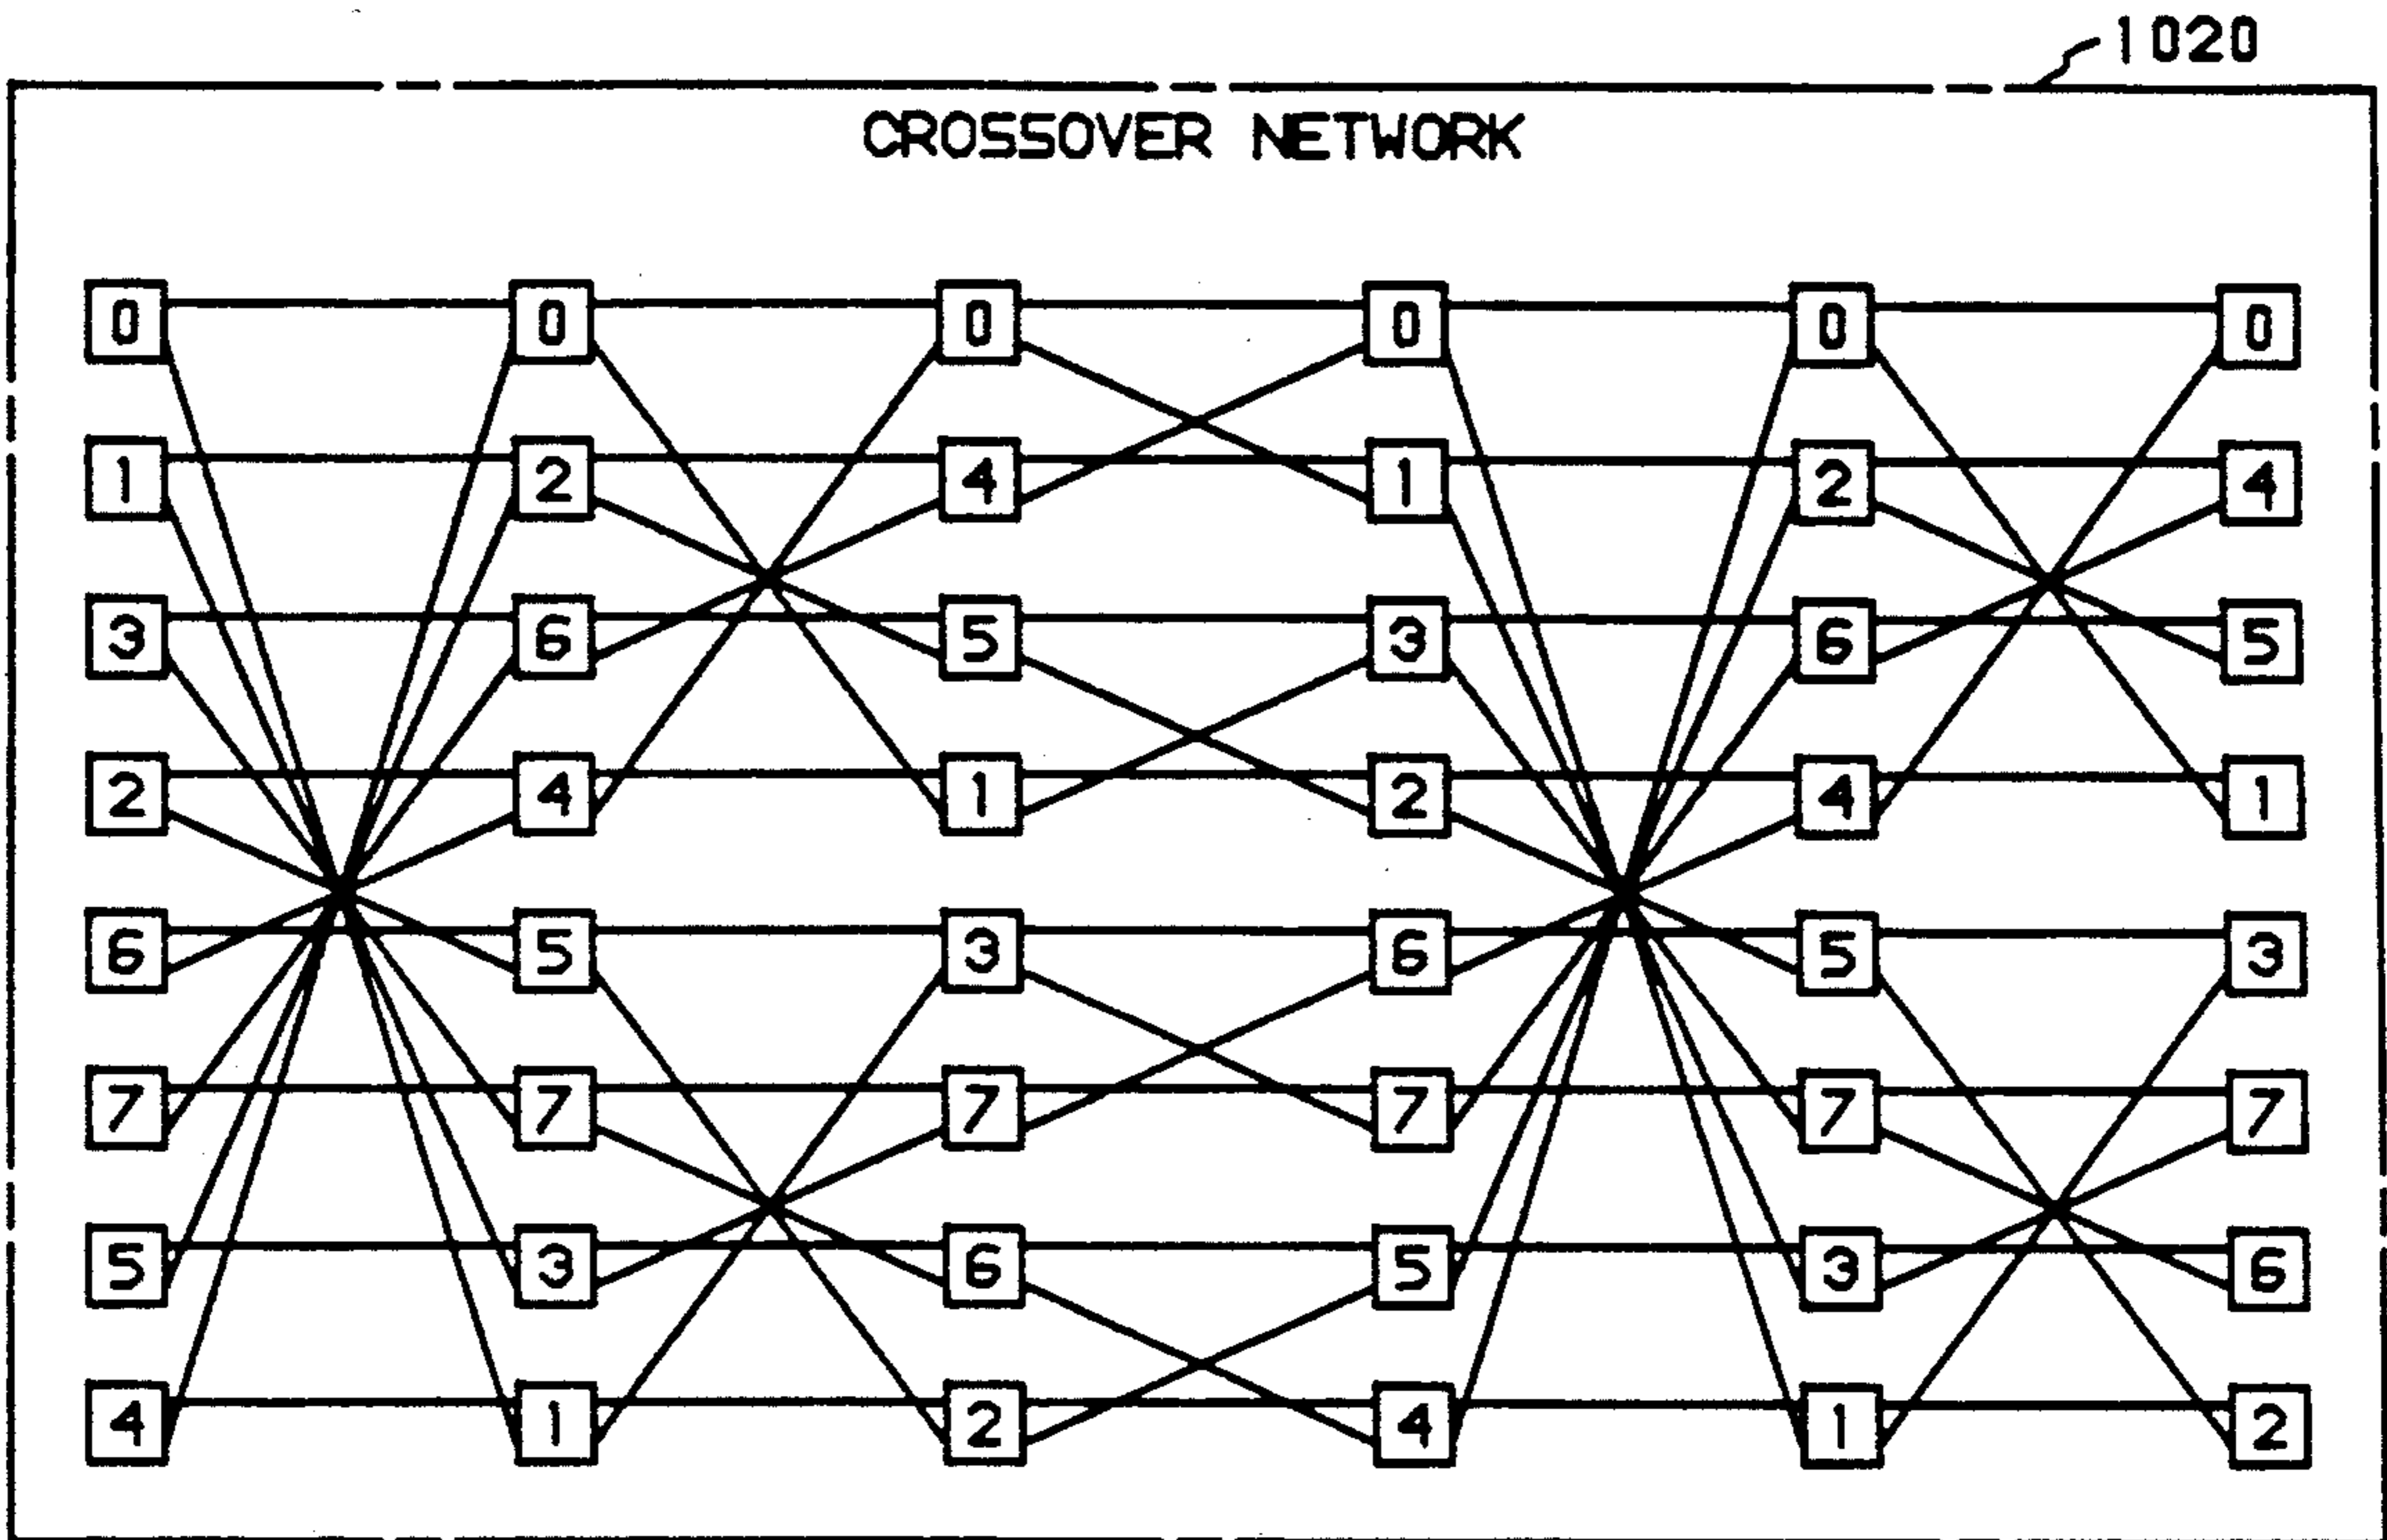 1020
CROSSOVER NETWORK
0 0 0 0 0 0
1 2 4 1 2 4
3 6 5 3 6 5
2 4 1 2 4 1
6 5 3 6 5 3
7 7 7 7 7 7
5 3 6 5 3 6
4 1 2 4 1 2